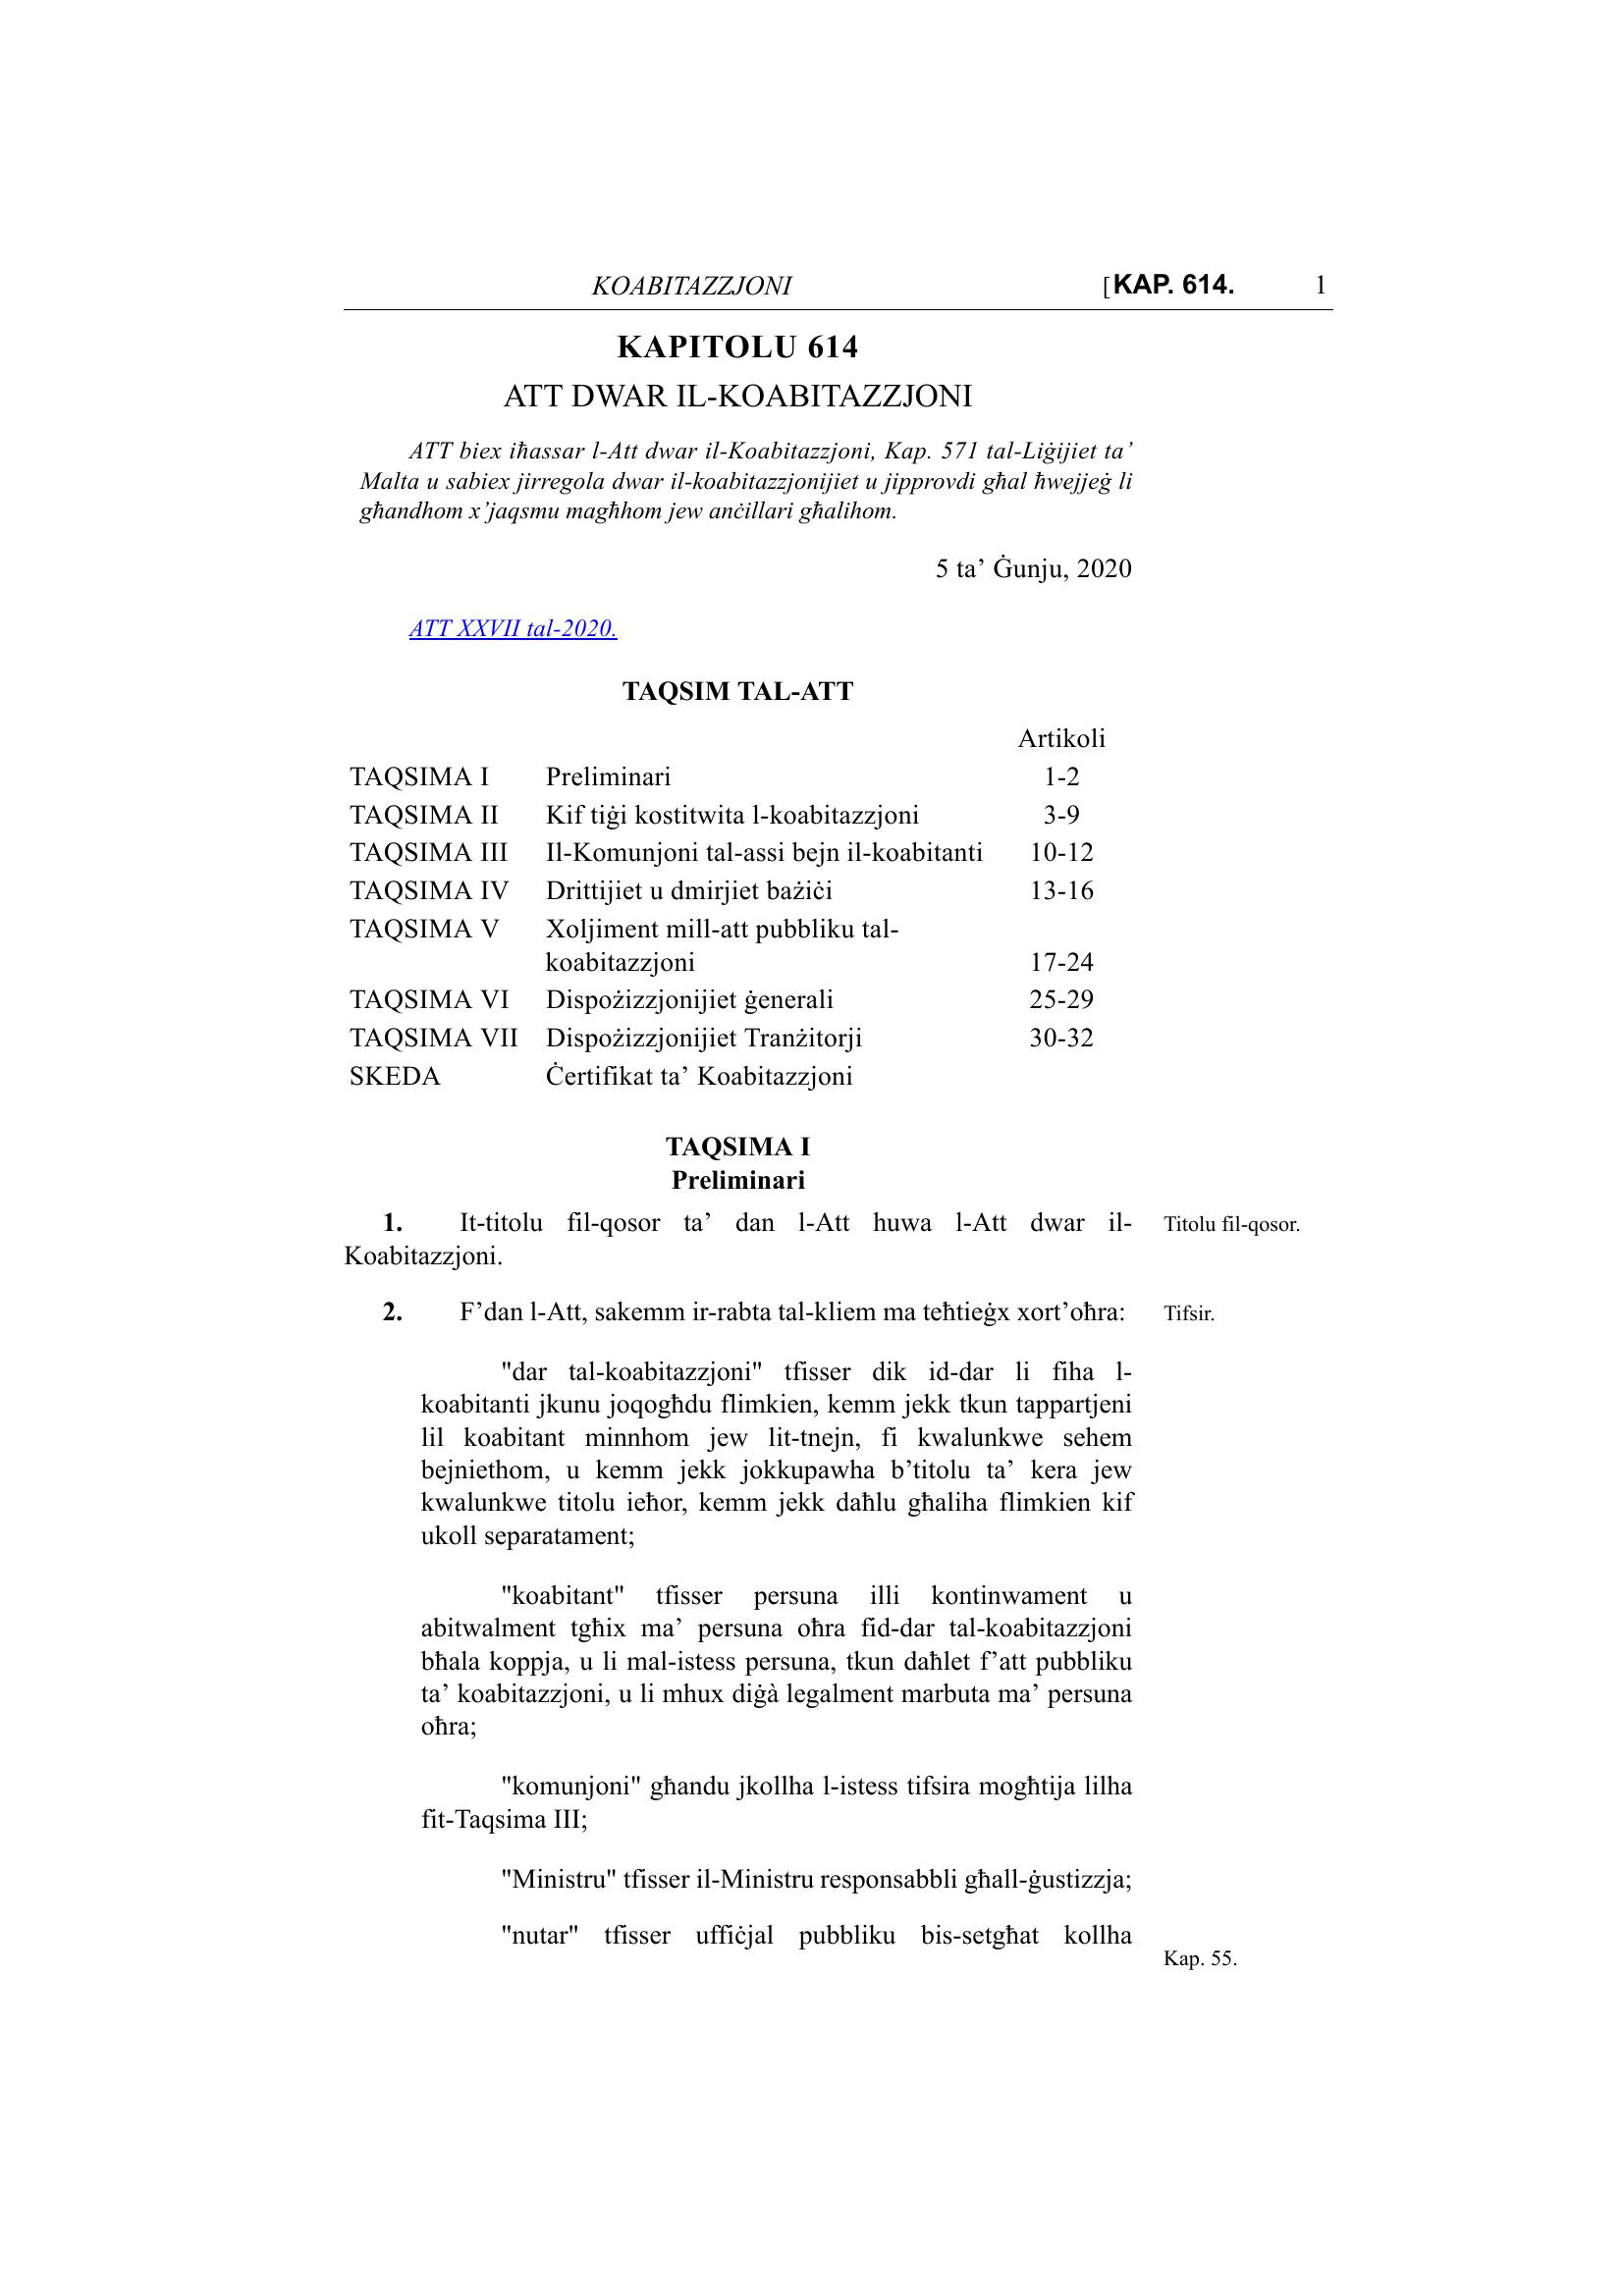 KOABITAZZJONI [KAP. 614. 1
KAPITOLU 614
ATT DWAR IL-KOABITAZZJONI
ATT biex iħassar l-Att dwar il-Koabitazzjoni, Kap. 571 tal-Liġijiet ta’
Malta u sabiex jirregola dwar il-koabitazzjonijiet u jipprovdi għal ħwejjeġ li
għandhom x’jaqsmu magħhom jew anċillari għalihom.
5 ta’ Ġunju, 2020
ATT XXVII tal-2020.
TAQSIM TAL-ATT
Artikoli
TAQSIMA I Preliminari 1-2
TAQSIMA II Kif tiġi kostitwita l-koabitazzjoni 3-9
TAQSIMA III Il-Komunjoni tal-assi bejn il-koabitanti 10-12
TAQSIMA IV Drittijiet u dmirjiet bażiċi 13-16
TAQSIMA V Xoljiment mill-att pubbliku tal-
koabitazzjoni 17-24
TAQSIMA VI Dispożizzjonijiet ġenerali 25-29
TAQSIMA VII Dispożizzjonijiet Tranżitorji 30-32
SKEDA Ċertifikat ta’ Koabitazzjoni
TAQSIMA I
Preliminari
1. It-titolu fil-qosor ta’ dan l-Att huwa l-Att dwar il- Titolu fil-qosor.
Koabitazzjoni.
2. F’dan l-Att, sakemm ir-rabta tal-kliem ma teħtieġx xort’oħra: Tifsir.
"dar tal-koabitazzjoni" tfisser dik id-dar li fiha l-
koabitanti jkunu joqogħdu flimkien, kemm jekk tkun tappartjeni
lil koabitant minnhom jew lit-tnejn, fi kwalunkwe sehem
bejniethom, u kemm jekk jokkupawha b’titolu ta’ kera jew
kwalunkwe titolu ieħor, kemm jekk daħlu għaliha flimkien kif
ukoll separatament;
"koabitant" tfisser persuna illi kontinwament u
abitwalment tgħix ma’ persuna oħra fid-dar tal-koabitazzjoni
bħala koppja, u li mal-istess persuna, tkun daħlet f’att pubbliku
ta’ koabitazzjoni, u li mhux diġà legalment marbuta ma’ persuna
oħra;
"komunjoni" għandu jkollha l-istess tifsira mogħtija lilha
fit-Taqsima III;
"Ministru" tfisser il-Ministru responsabbli għall-ġustizzja;
"nutar" tfisser uffiċjal pubbliku bis-setgħat kollha
Kap. 55.